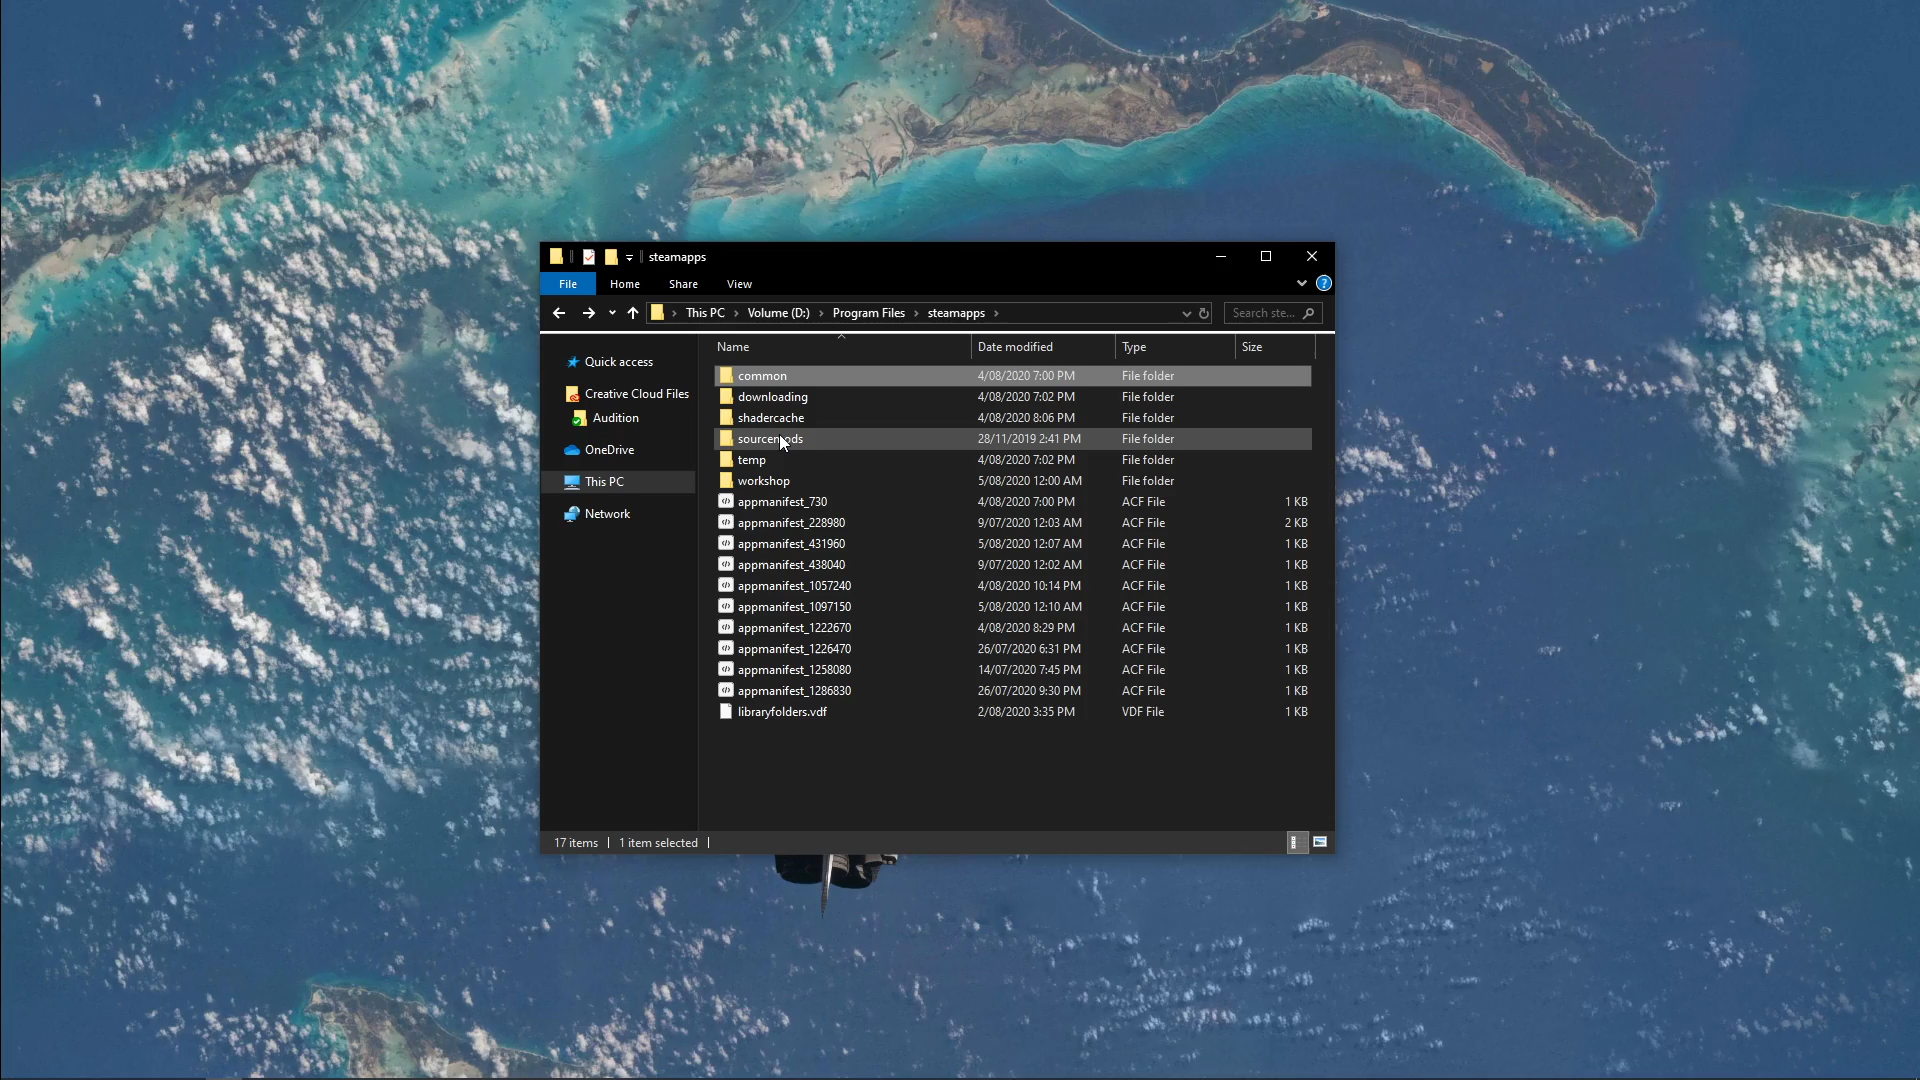 steamapps
File Home Share View
This PC Volume (D:) Program Files steamapps Search ste...
Name Date modified Type Size
Quick access
Creative Cloud Files
Audition
OneDrive
This PC
Network
common 4/08/2020 7:00 PM File folder
downloading 4/08/2020 7:02 PM File folder
shadercache 4/08/2020 8:06 PM File folder
28/11/2019 2:41 PM File folder
temp 4/08/2020 7:02 PM File folder
workshop 5/08/2020 12:00 AM File folder
appmanifest_730 4/08/2020 7:00 PM ACF File 1 KB
appmanifest_228980 9/07/2020 12:03 AM ACF File 2 KB
appmanifest_431960 5/08/2020 12:07 AM ACF File 1 KB
appmanifest_438040 9/07/2020 12:02 AM ACF File 1 KB
appmanifest_1057240 4/08/2020 10:14 PM ACF File 1 KB
appmanifest_1097150 5/08/2020 12:10 AM ACF File 1 KB
appmanifest_1222670 4/08/2020 8:29 PM ACF File 1 KB
appmanifest_1226470 26/07/2020 6:31 PM ACF File 1 KB
appmanifest_1258080 14/07/2020 7:45 PM ACF File 1 KB
appmanifest_1286830 26/07/2020 9:30 PM ACF File 1 KB
libraryfolders.vdf 2/08/2020 3:35 PM VDF File 1 KB
17 items 1 item selected